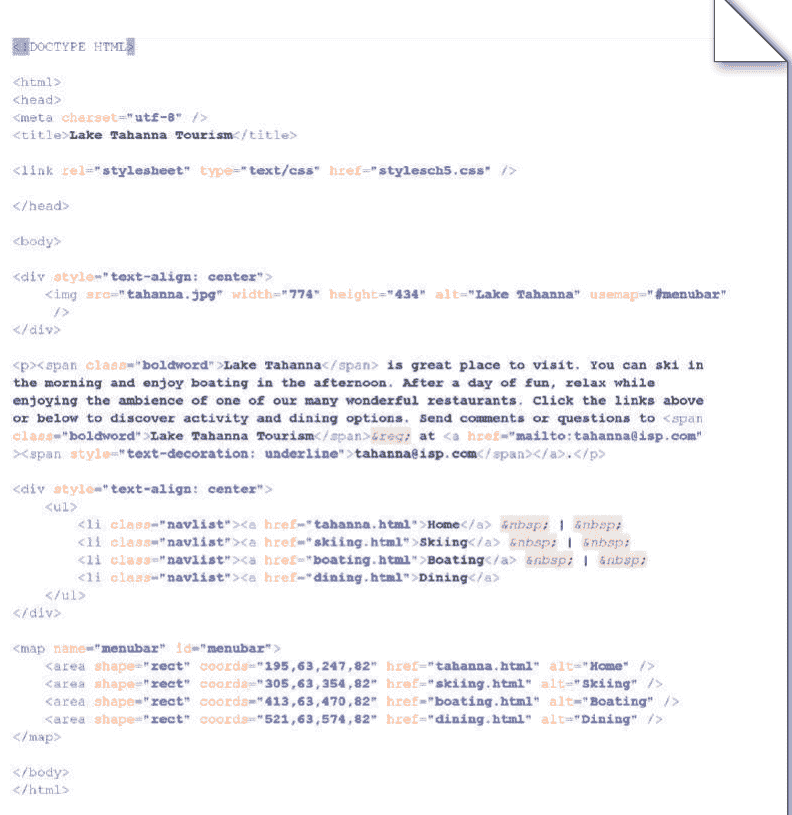 <!DOCTYPE HTML>
<html>
<head>
<meta charset="utf-8" />
<title>Lake Tahanna Tourism</title>
<link rel="stylesheet" type="text/css" href="stylesch5.css" />
</head>
<body>
<div style="text-align: center">
<img src="tahanna.jpg" width="774" height="434" alt="Lake Tahanna" usemap="#menubar"
/>
</div>
<p><span class="boldword">Lake Tahanna</span> is great place to visit. You can ski in
the morning and enjoy boating in the afternoon. After a day of fun, relax while
enjoying the ambience of one of our many wonderful restaurants. Click the links above
or below to discover activity and dining options. Send comments or questions to <span
class="boldword">Lake Tahanna Tourism</span>&reg; at <a href="mailto:tahanna@isp.com"
><span style="text-decoration: underline">tahanna@isp.com</span></a>.</p>
<div style="text-align: center">
<ul>
<li class="navlist"><a href="tahanna.html">Home</a> &nbsp; | &nbsp;
<li class="navlist"><a href="skiing.html">Skiing</a> &nbsp; | &nbsp;
<li class="navlist"><a href="boating.html">Boating</a> &nbsp; | &nbsp;
<li class="navlist"><a href="dining.html">Dining</a>
</ul>
</div>
<map name="menubar" id="menubar">
<area shape="rect" coords="195,63,247,82" href="tahanna.html" alt="Home" />
<area shape="rect" coords="305,63,354,82" href="skiing.html" alt="Skiing" />
<area shape="rect" coords="413,63,470,82" href="boating.html" alt="Boating" />
<area shape="rect" coords="521,63,574,82" href="dining.html" alt="Dining" />
</map>
</body>
</html>